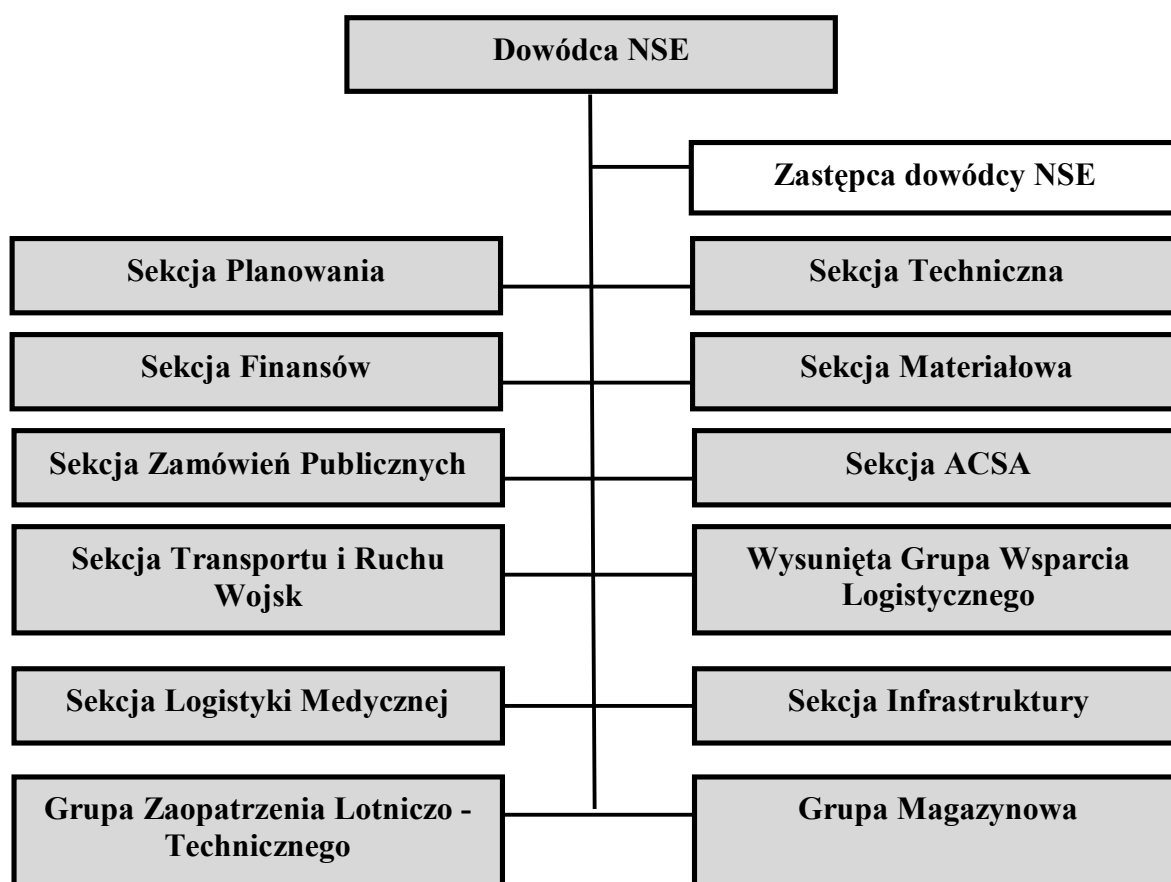 Dowódca NSE
Zastępca dowódcy NSE
Sekcja Planowania
Sekcja Techniczna
Sekcja Finansów
Sekcja Materiałowa
Sekcja Zamówień Publicznych
Sekcja ACSA
Sekcja Transportu i Ruchu
Wojsk
Wysunięta Grupa Wsparcia
Logistycznego
Sekcja Logistyki Medycznej
Sekcja Infrastruktury
Grupa Zaopatrzenia Lotniczo -
Technicznego
Grupa Magazynowa